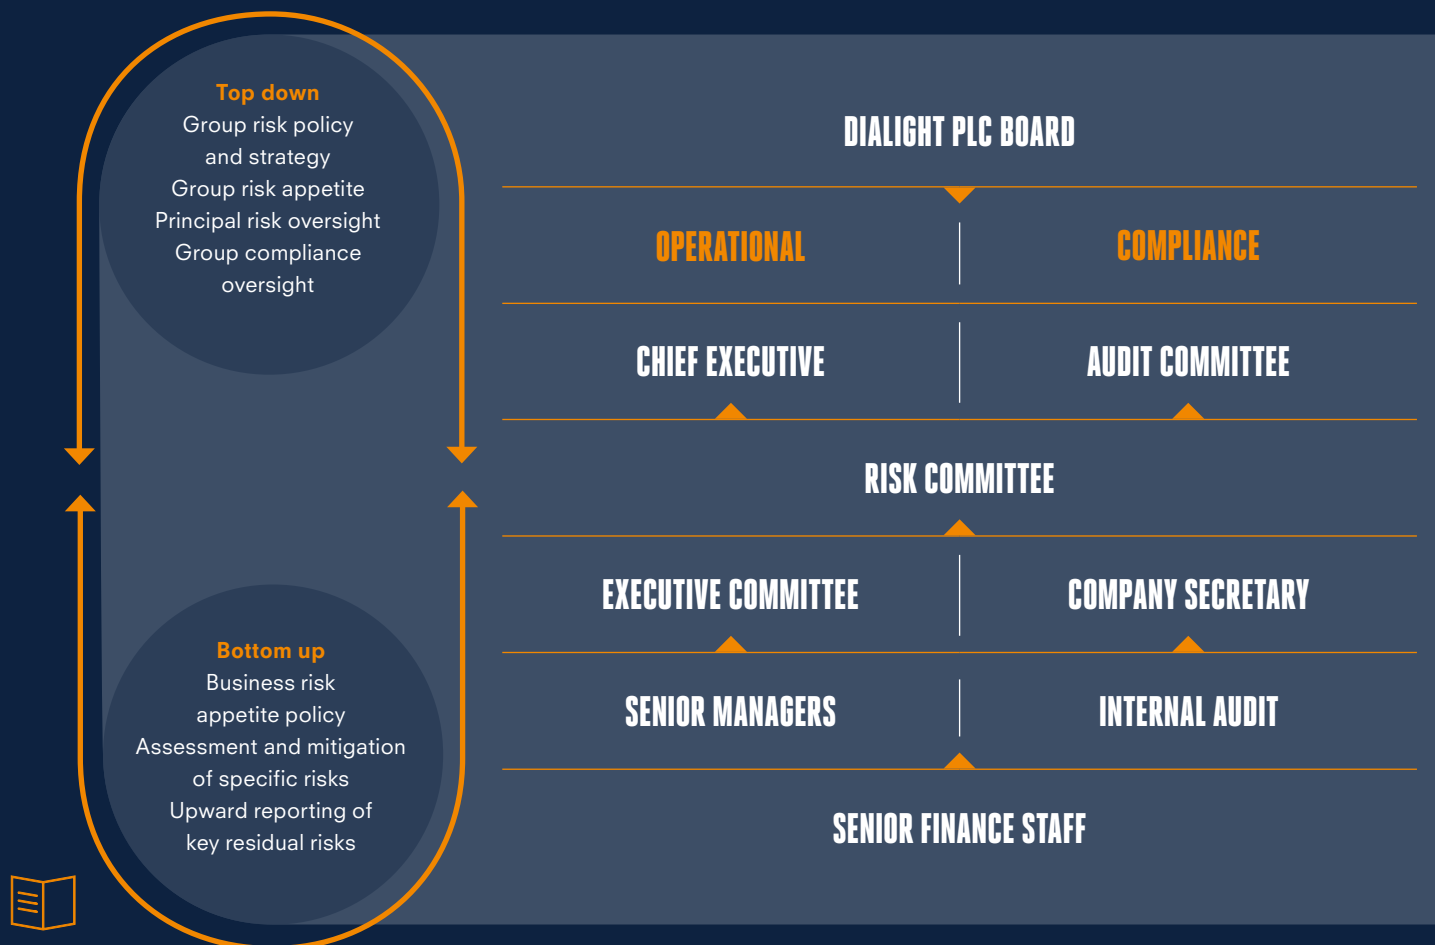 Top down
Group risk policy
and strategy
Group risk appetite
Principal risk oversight
Group compliance
oversight
Bottom up
Business risk
appetite policy
Assessment and mitigation
of specific risks
Upward reporting of
key residual risks
DIALIGHT PLC BOARD
OPERATIONAL
COMPLIANCE
CHIEF EXECUTIVE
AUDIT COMMITTEE
RISK COMMITTEE
EXECUTIVE COMMITTEE
COMPANY SECRETARY
SENIOR MANAGERS
INTERNAL AUDIT
SENIOR FINANCE STAFF